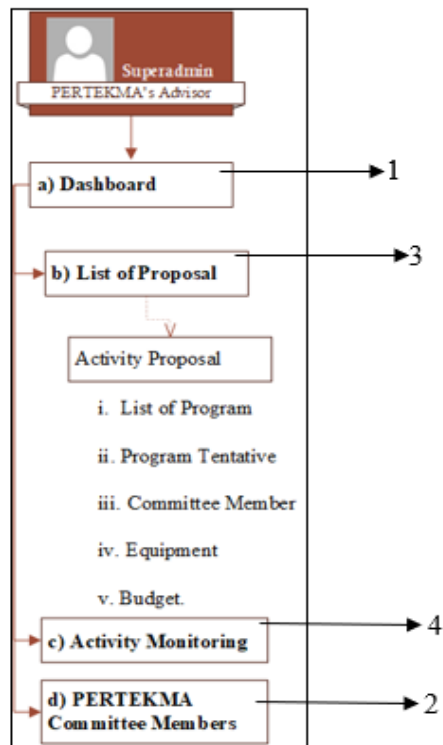 Superadmin
PERTEKMA's Advisor
a) Dashboard
1
b) List of Proposal
3
Activity Proposal
i. List of Program
ii. Program Tentative
iii. Committee Member
iv. Equipment
v. Budget.
c) Activity Monitoring
4
d) PERTEKMA
Committee Members
2